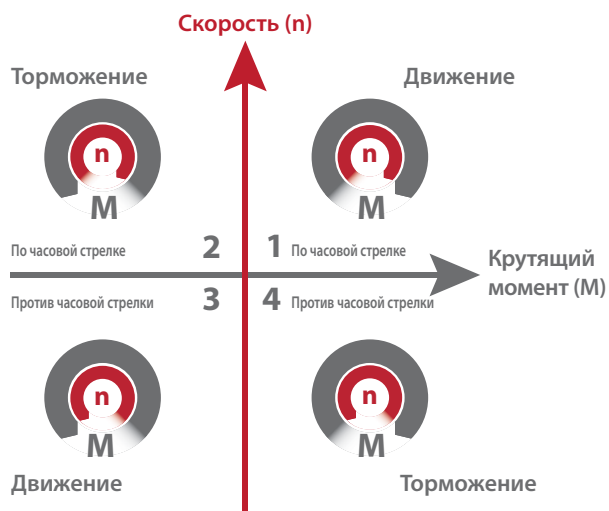 Скорость (n)
Торможение
Движение
n
M
n
M
По часовой стрелке
2
1
По часовой стрелке
Крутящий
момент (M)
Против часовой стрелки
3
4
Против часовой стрелки
n
M
n
M
Движение
Торможение